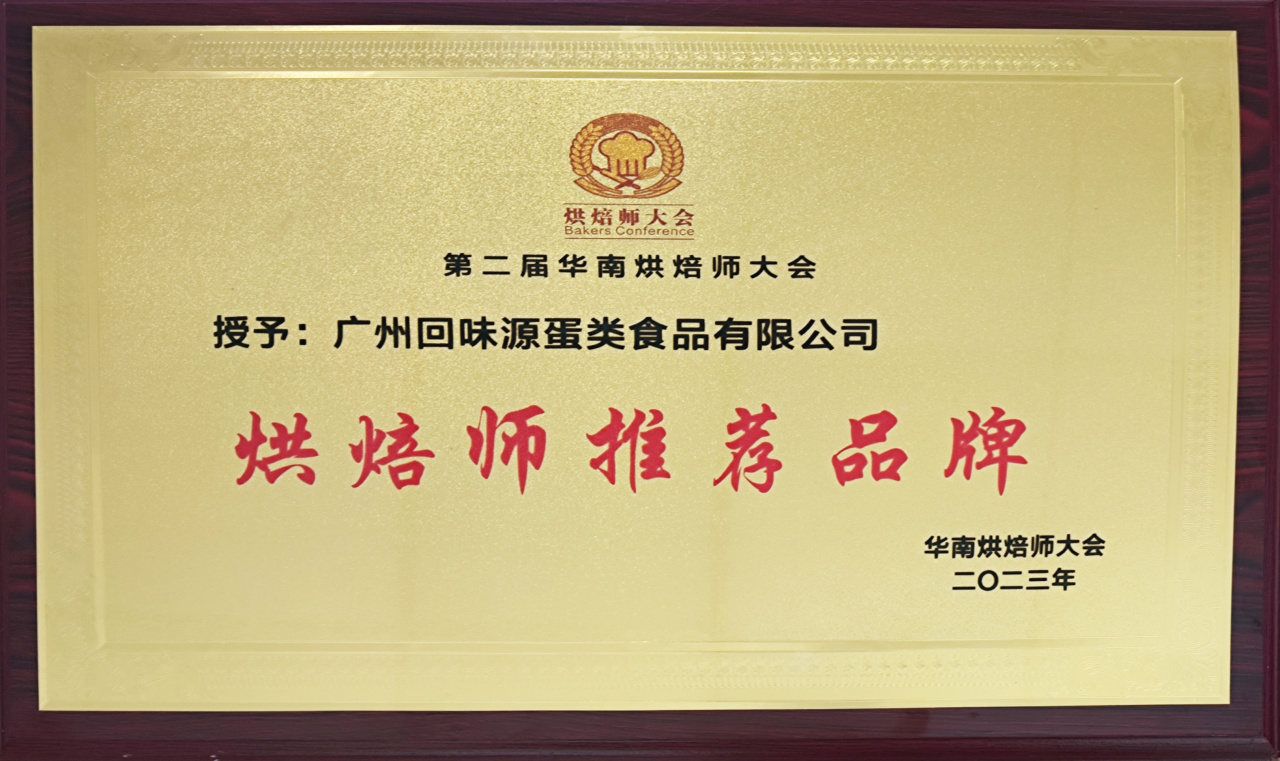 烘焙师大会
Bakers Conference
第二届华南烘焙师大会
授予：广州回味源蛋类食品有限公司
烘焙师推荐品牌
华南烘焙师大会
二〇二三年